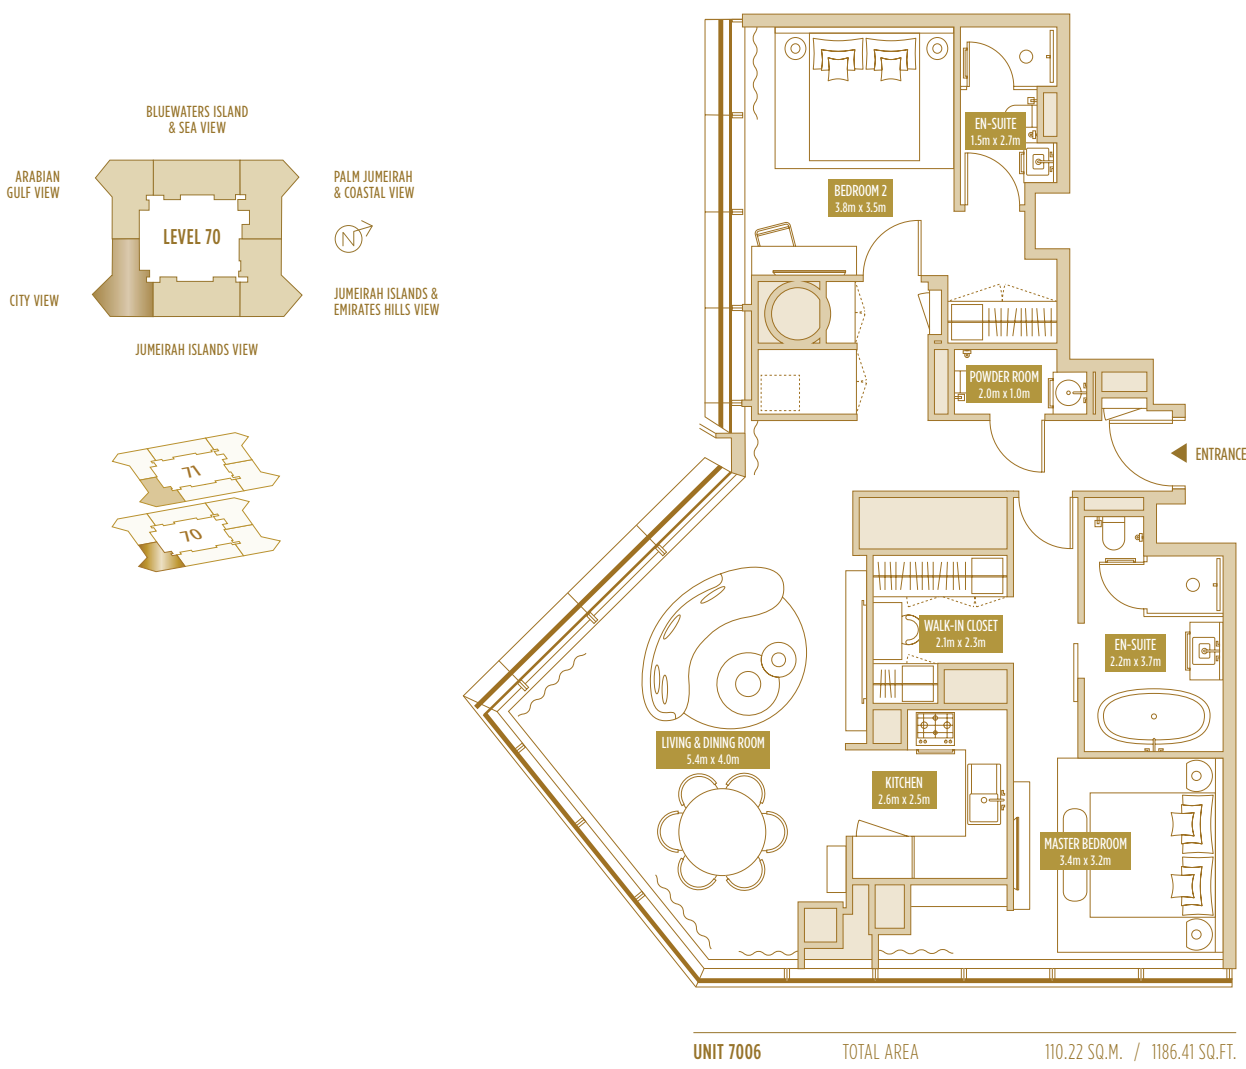 BLUEWATERS ISLAND
& SEA VIEW
ARABIAN
GULF VIEW
PALM JUMEIRAH
& COASTAL VIEW
LEVEL 70
N
CITY VIEW
JUMEIRAH ISLANDS &
EMIRATES HILLS VIEW
JUMEIRAH ISLANDS VIEW
71
70
EN-SUITE
1.5m x 2.7m
BEDROOM 2
3.8m x 3.5m
POWDER ROOM
2.0m x 1.0m
ENTRANCE
WALK-IN CLOSET
2.1m x 2.3m
EN-SUITE
2.2m x 3.7m
LIVING & DINING ROOM
5.4m x 4.0m
KITCHEN
2.6m x 2.5m
MASTER BEDROOM
3.4m x 3.2m
UNIT 7006 TOTAL AREA 110.22 SQ.M. / 1186.41 SQ.FT.